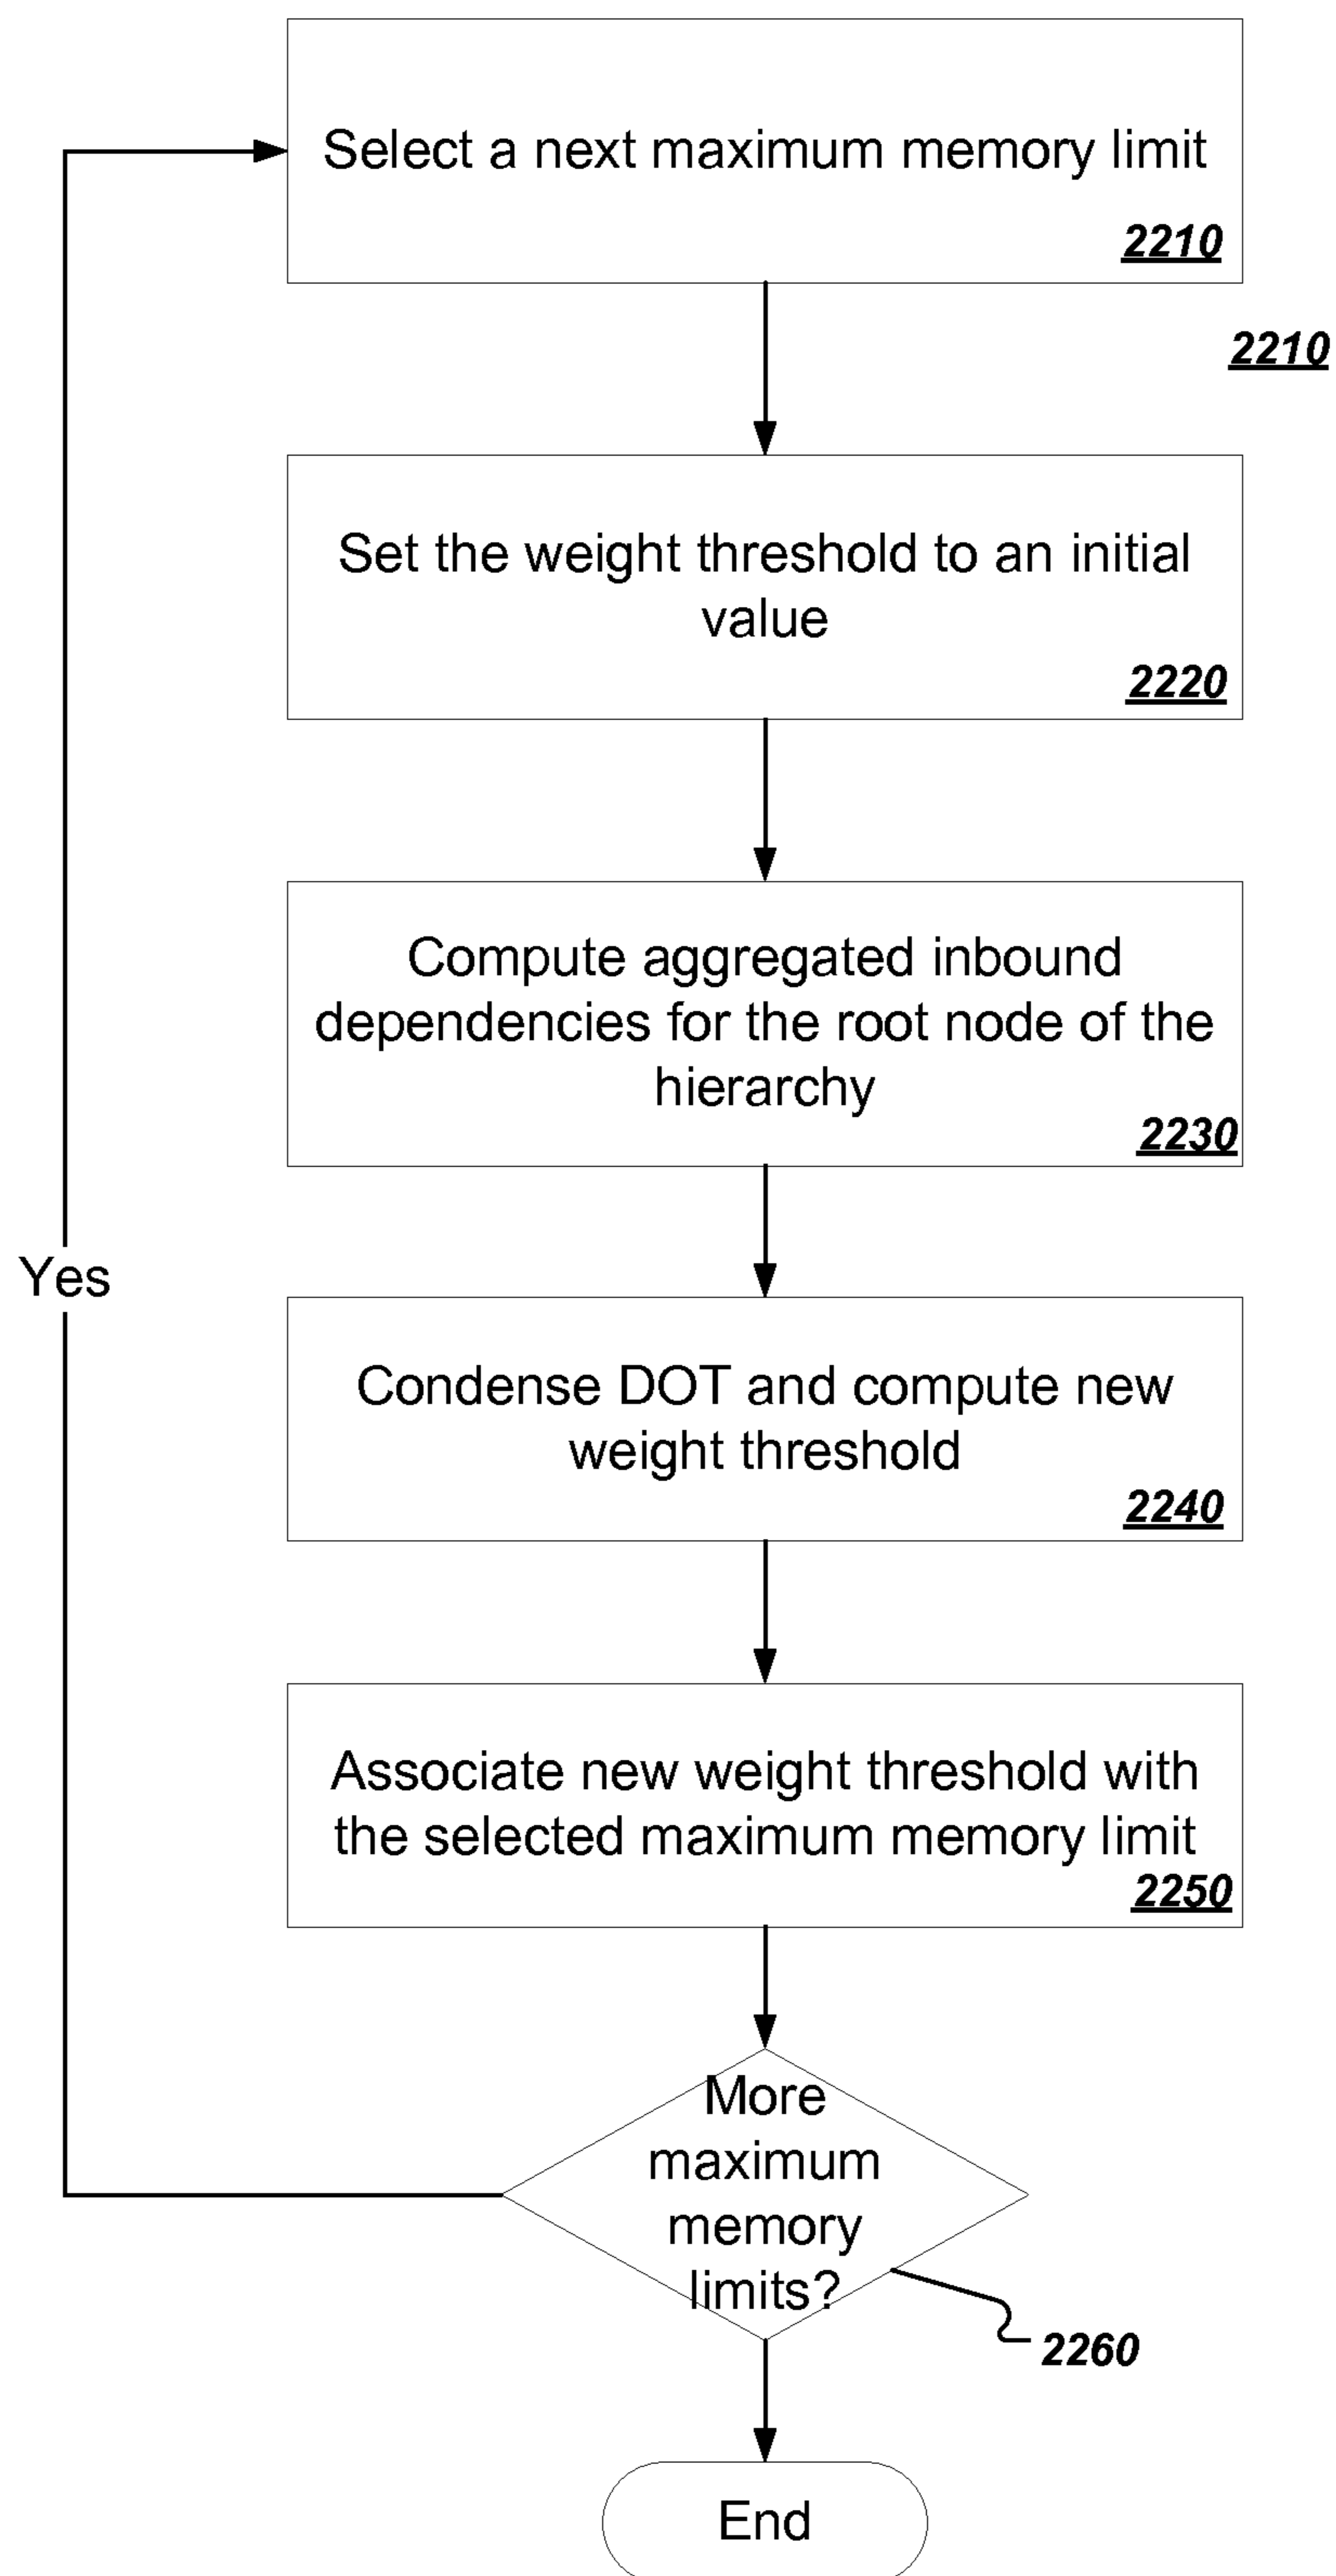 Select a next maximum memory limit
2210
2210
Set the weight threshold to an initial
value
2220
Compute aggregated inbound
dependencies for the root node of the
hierarchy
2230
Yes
Condense DOT and compute new
weight threshold
2240
Associate new weight threshold with
the selected maximum memory limit
2250
More
maximum
memory
limits?
2260
End